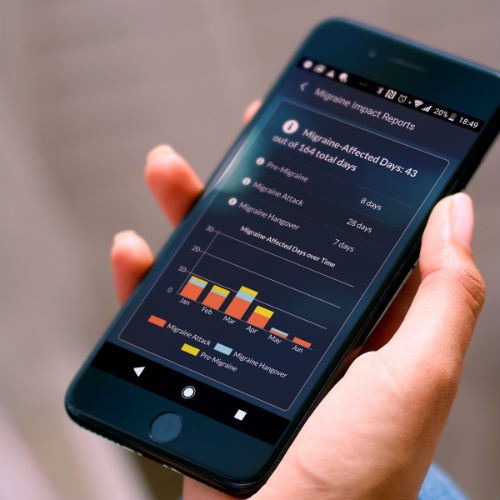 20% 18:49
Migraine Impact Reports
Migraine-Affected Days: 43
out of 164 total days
Pre-Migraine 8 days
Migraine Attack 28 days
Migraine Hangover 7 days
Migraine-Affected Days over Time
30
20
10
0
Jan Feb Mar Apr May Jun
Migraine Attack Migraine Hangover
Pre-Migraine